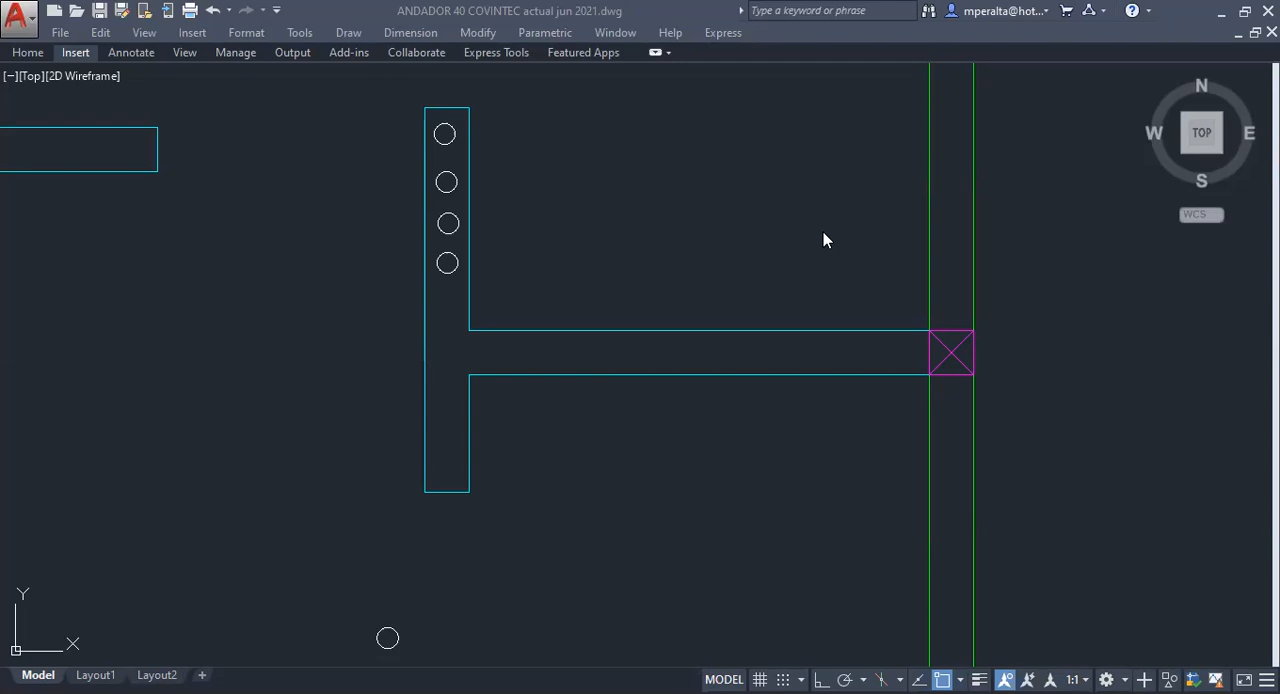 ANDADOR 40 COVINTEC actual jun 2021.dwg
Type a keyword or phrase
mperalta@hot...
File Edit View Insert Format Tools Draw Dimension Modify Parametric Window Help Express
Home Insert Annotate View Manage Output Add-ins Collaborate Express Tools Featured Apps
[−][Top][2D Wireframe]
N
W TOP E
S
WCS
Y
X
Model Layout1 Layout2 +
MODEL 1:1